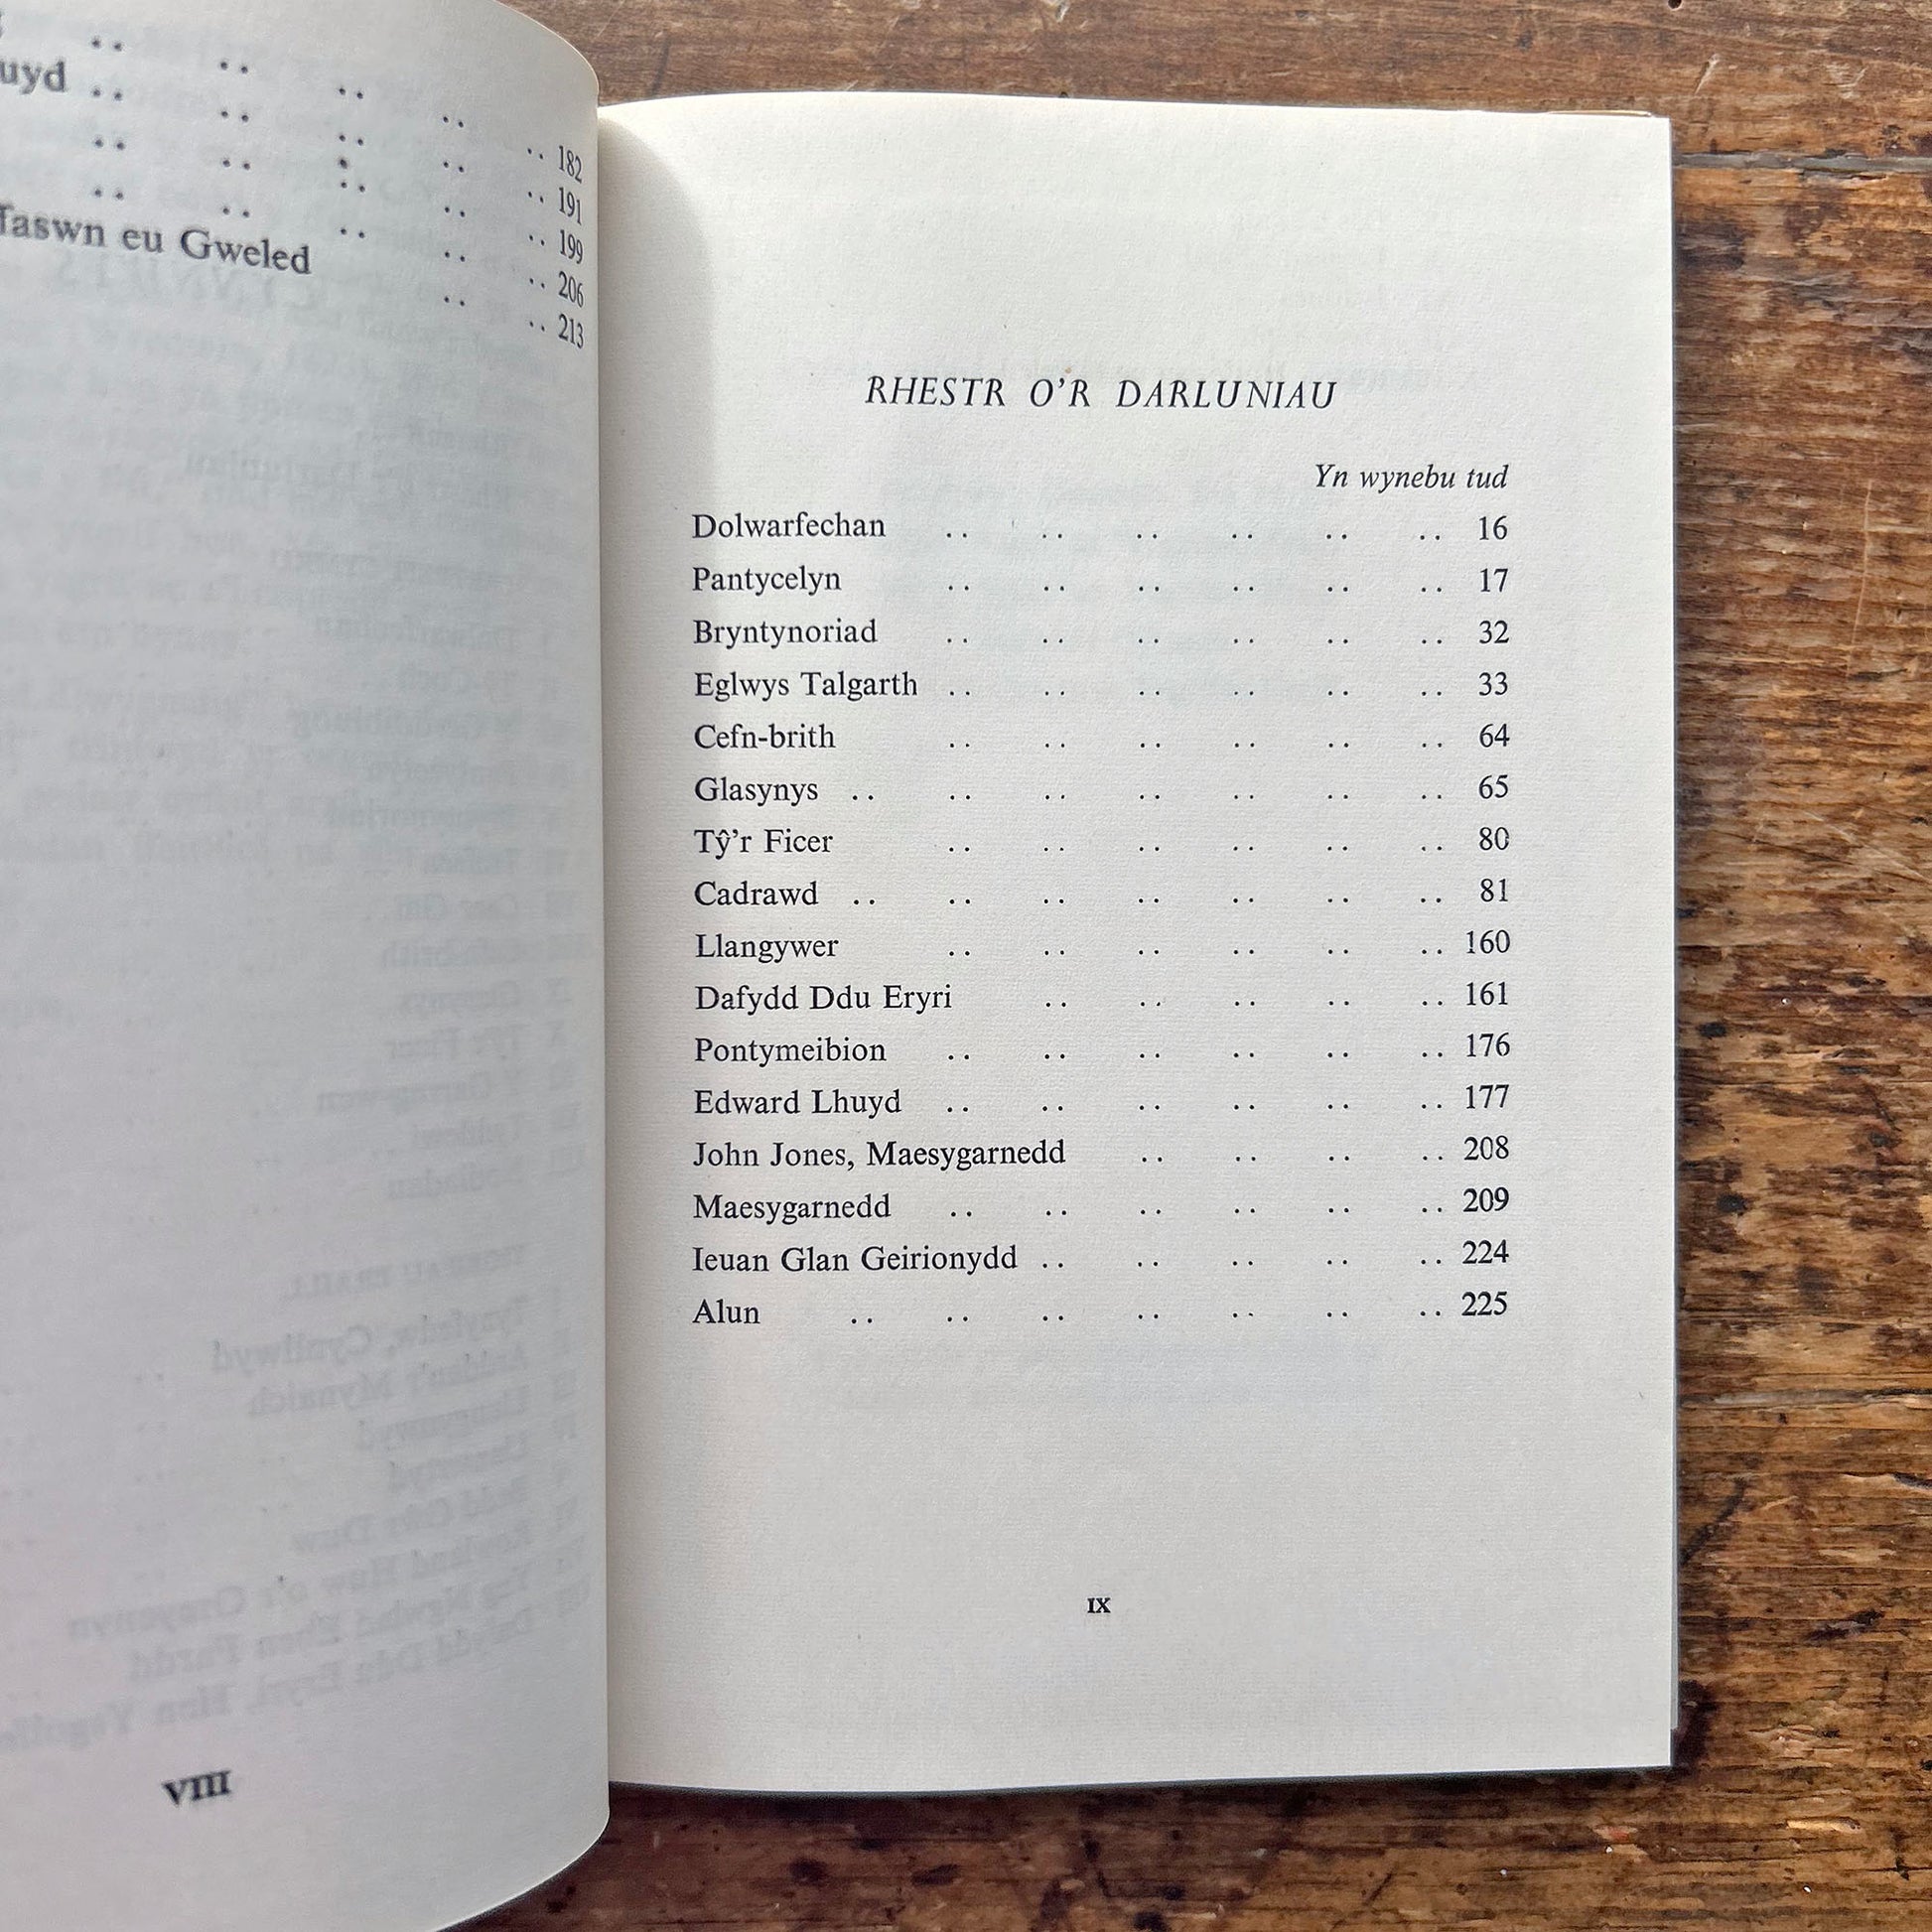 uyd .. .. .. .. .. 182
.. .. .. .. .. 191
.. .. .. .. .. 199
.. .. .. .. .. 206
Taswn eu Gweled .. .. 213
VIII
RHESTR O'R DARLUNIAU
Yn wynebu tud
Dolwarfechan .. .. .. .. .. .. 16
Pantycelyn .. .. .. .. .. .. 17
Bryntynoriad .. .. .. .. .. .. 32
Eglwys Talgarth .. .. .. .. .. .. 33
Cefn-brith .. .. .. .. .. .. 64
Glasynys .. .. .. .. .. .. .. 65
Tŷ'r Ficer .. .. .. .. .. .. 80
Cadrawd .. .. .. .. .. .. .. 81
Llangywer .. .. .. .. .. .. 160
Dafydd Ddu Eryri .. .. .. .. .. 161
Pontymeibion .. .. .. .. .. .. 176
Edward Lhuyd .. .. .. .. .. .. 177
John Jones, Maesygarnedd .. .. .. .. 208
Maesygarnedd .. .. .. .. .. .. 209
Ieuan Glan Geirionydd .. .. .. .. .. 224
Alun .. .. .. .. .. .. .. 225
IX